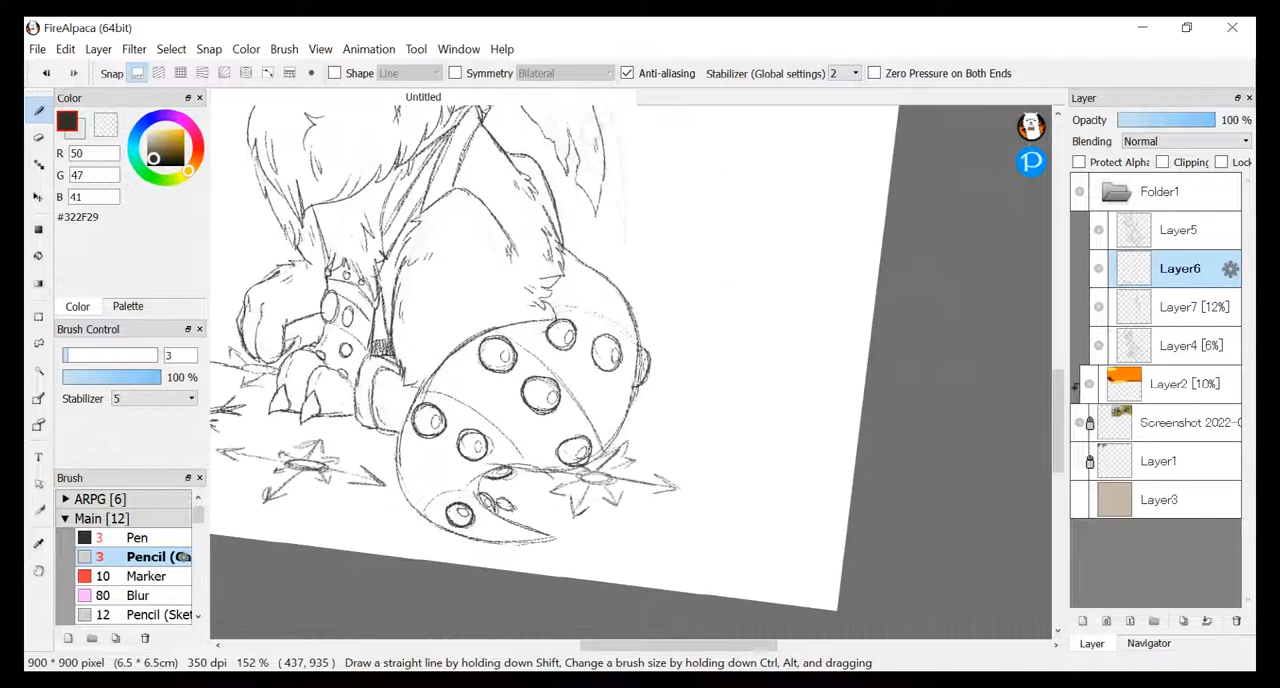 FireAlpaca (64bit)
File Edit Layer Filter Select Snap Color Brush View Animation Tool Window Help
Snap Shape Line Symmetry Bilateral Anti-aliasing Stabilizer (Global settings) 2 Zero Pressure on Both Ends
Color
R 50
G 47
B 41
#322F29
Color Palette
Brush Control
3
100 %
Stabilizer 5
Brush
ARPG [6]
Main [12]
3 Pen
3 Pencil (Ca
10 Marker
80 Blur
12 Pencil (Sket
Untitled
P
Layer
Opacity 100 %
Blending Normal
Protect Alpha Clipping Lock
Folder1
Layer5
Layer6
Layer7 [12%]
Layer4 [6%]
Layer2 [10%]
Screenshot 2022-0
Layer1
Layer3
Layer Navigator
900 * 900 pixel (6.5 * 6.5cm) 350 dpi 152 % ( 437, 935 ) Draw a straight line by holding down Shift, Change a brush size by holding down Ctrl, Alt, and dragging